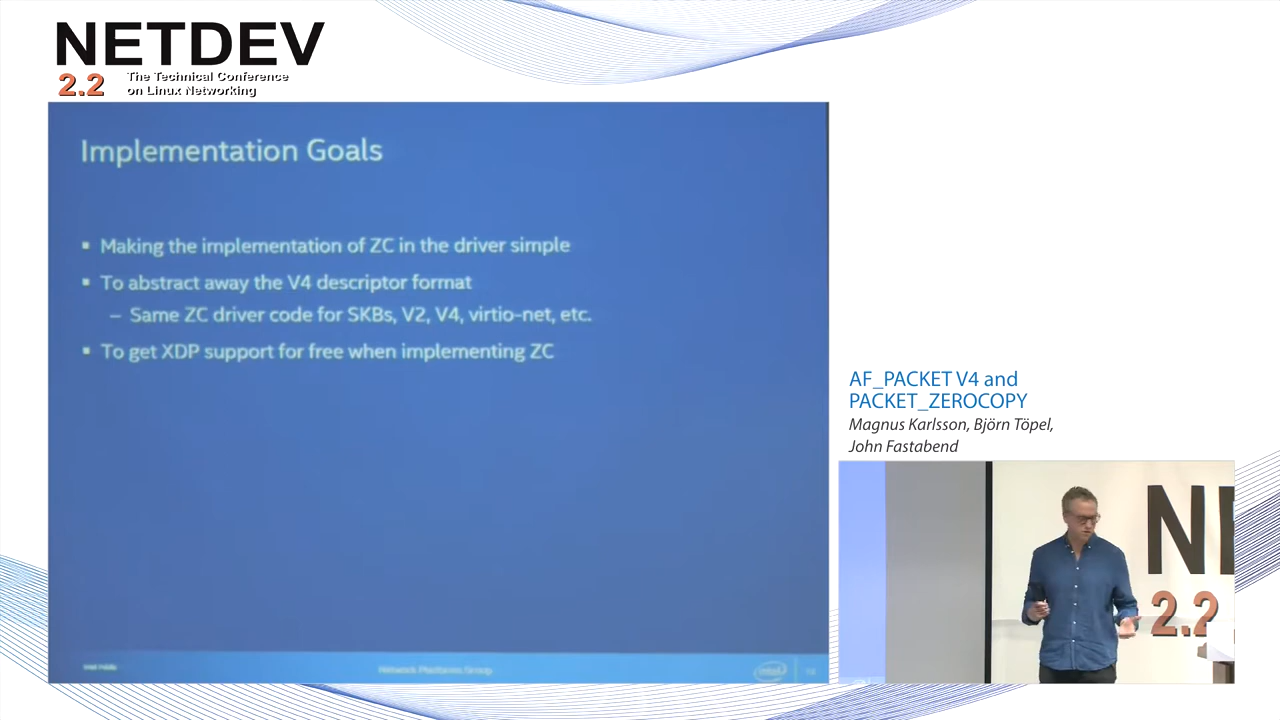 NETDEV
2.2 The Technical Conference
on Linux Networking
Implementation Goals
▪ Making the implementation of ZC in the driver simple
▪ To abstract away the V4 descriptor format
– Same ZC driver code for SKBs, V2, V4, virtio-net, etc.
▪ To get XDP support for free when implementing ZC
Network Platforms Group
intel
AF_PACKET V4 and
PACKET_ZEROCOPY
Magnus Karlsson, Björn Töpel,
John Fastabend
2.2